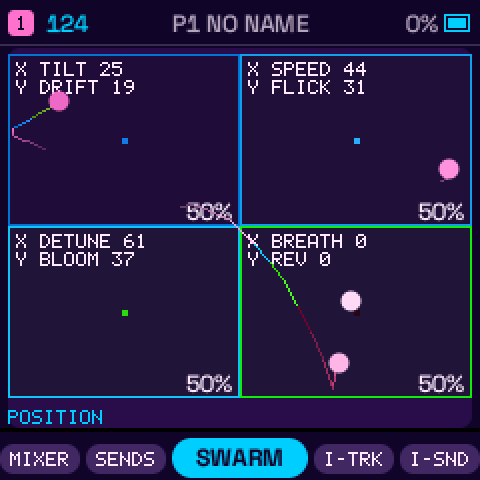 1 124 P1 NO NAME 0%
X TILT 25
Y DRIFT 19
50%
X SPEED 44
Y FLICK 31
50%
X DETUNE 61
Y BLOOM 37
50%
X BREATH 0
Y REV 0
50%
POSITION
MIXER SENDS SWARM I-TRK I-SND